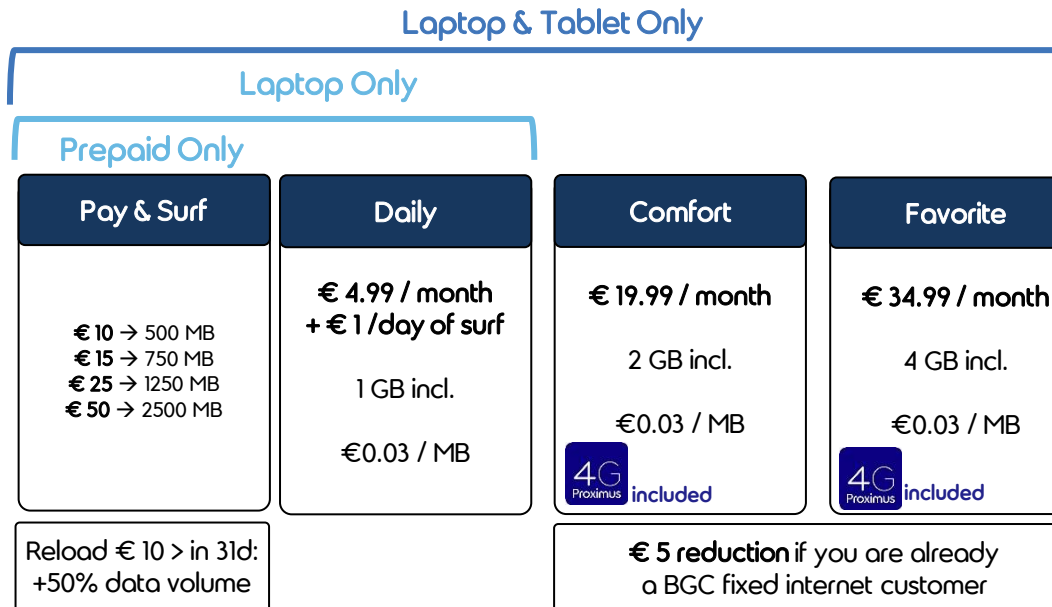 Laptop & Tablet Only
Laptop Only
Prepaid Only
Pay & Surf
€ 10 → 500 MB
€ 15 → 750 MB
€ 25 → 1250 MB
€ 50 → 2500 MB
Reload € 10 > in 31d:
+50% data volume
Daily
€ 4.99 / month
+ € 1 /day of surf
1 GB incl.
€0.03 / MB
Comfort
€ 19.99 / month
2 GB incl.
€0.03 / MB
4G
Proximus
included
Favorite
€ 34.99 / month
4 GB incl.
€0.03 / MB
4G
Proximus
included
€ 5 reduction if you are already
a BGC fixed internet customer